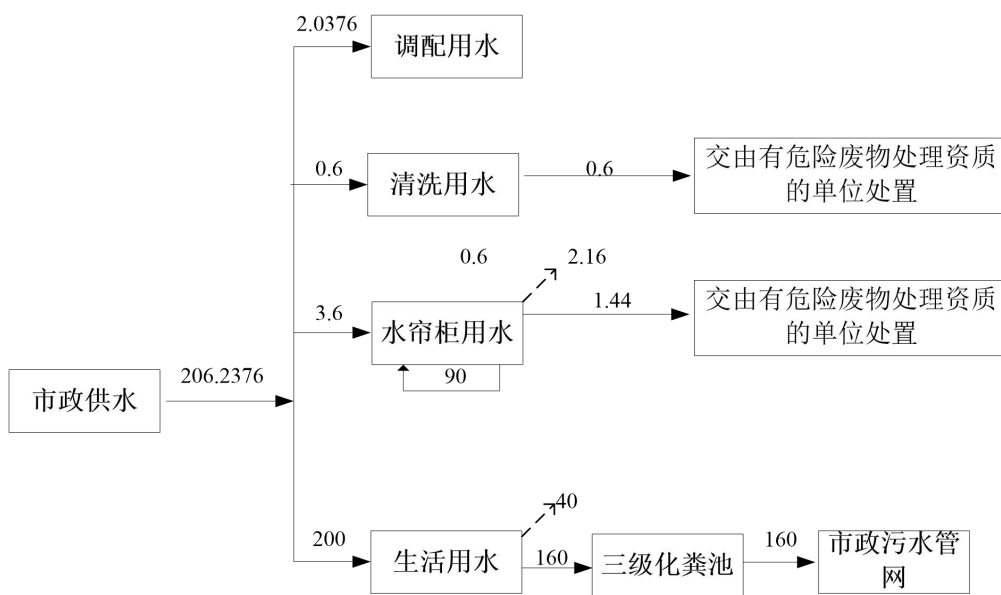 2.0376
调配用水
0.6
清洗用水
0.6
交由有危险废物处理资质
的单位处置
0.6
2.16
3.6
水帘柜用水
1.44
交由有危险废物处理资质
的单位处置
90
市政供水
206.2376
200
生活用水
40
160
三级化粪池
160
市政污水管
网